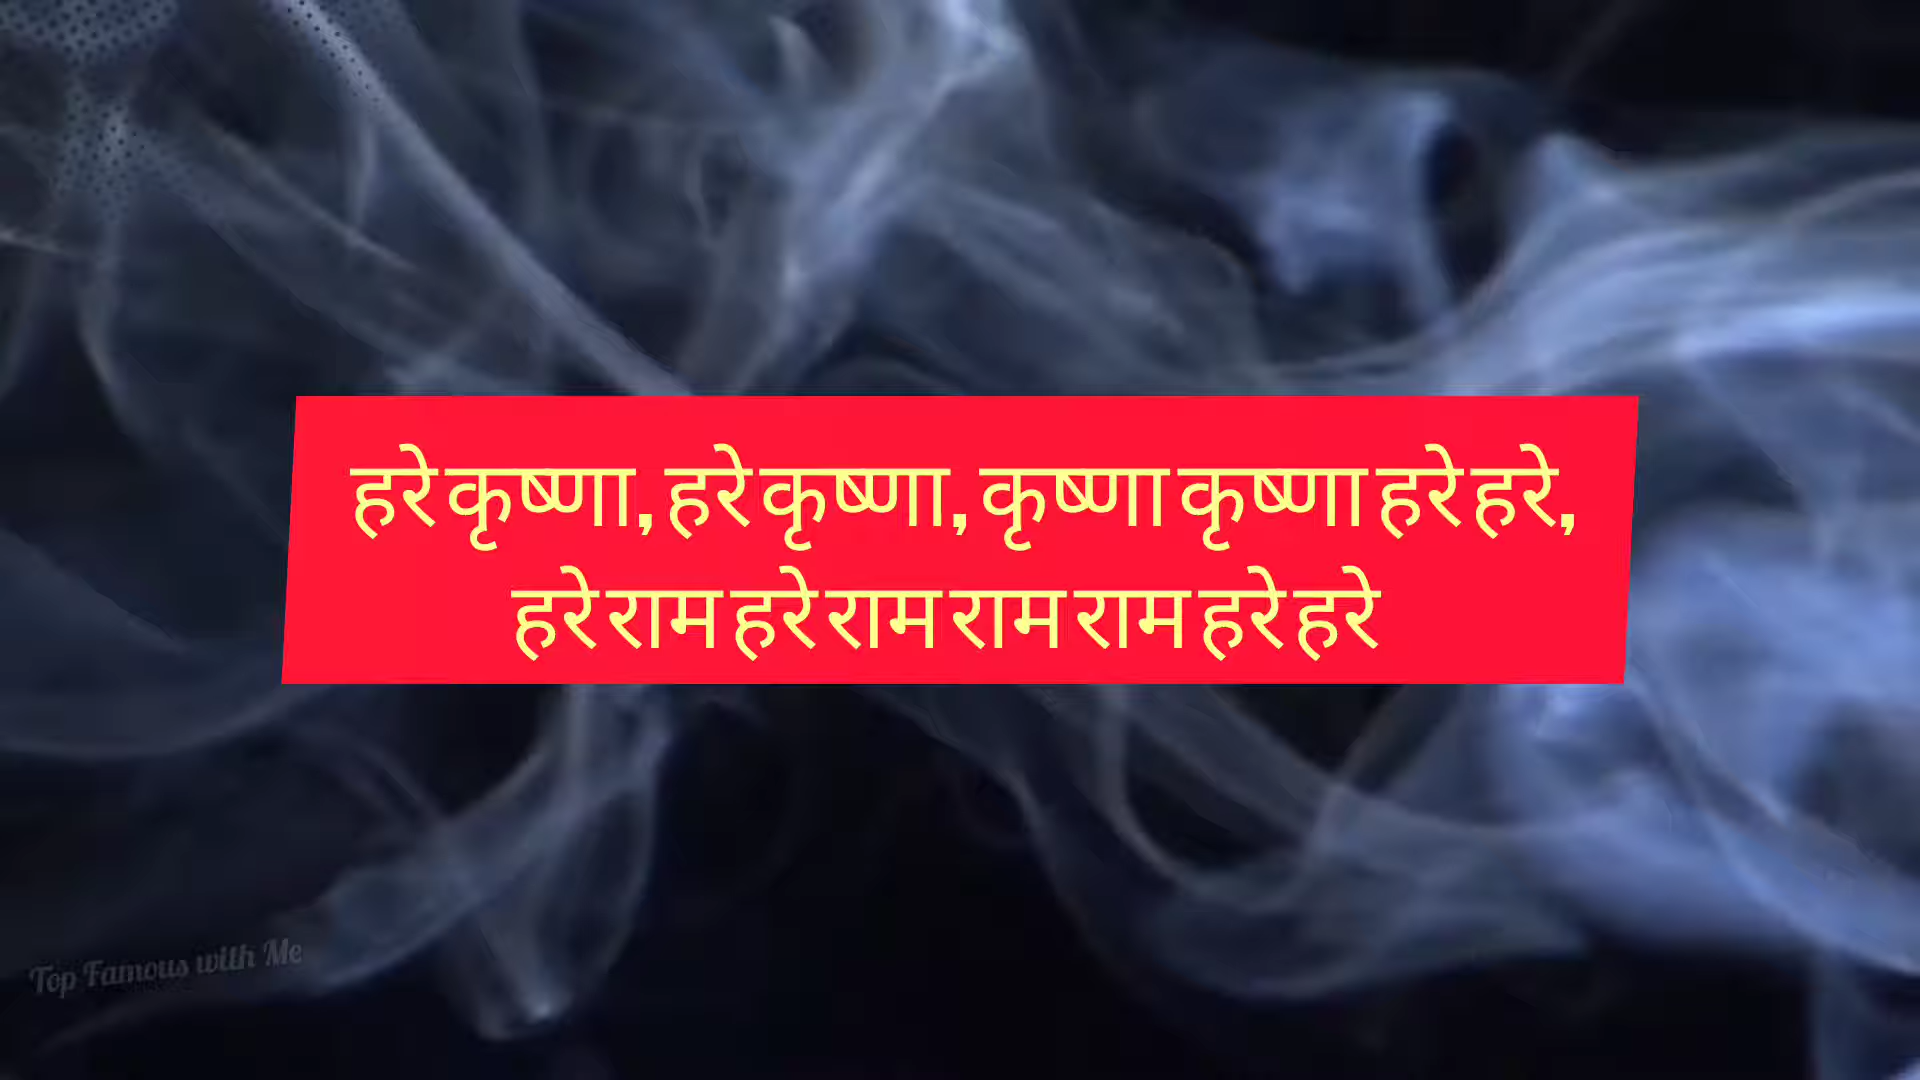 हरे कृष्णा, हरे कृष्णा, कृष्णा कृष्णा हरे हरे,
हरे राम हरे राम राम राम हरे हरे
Top Famous with Me